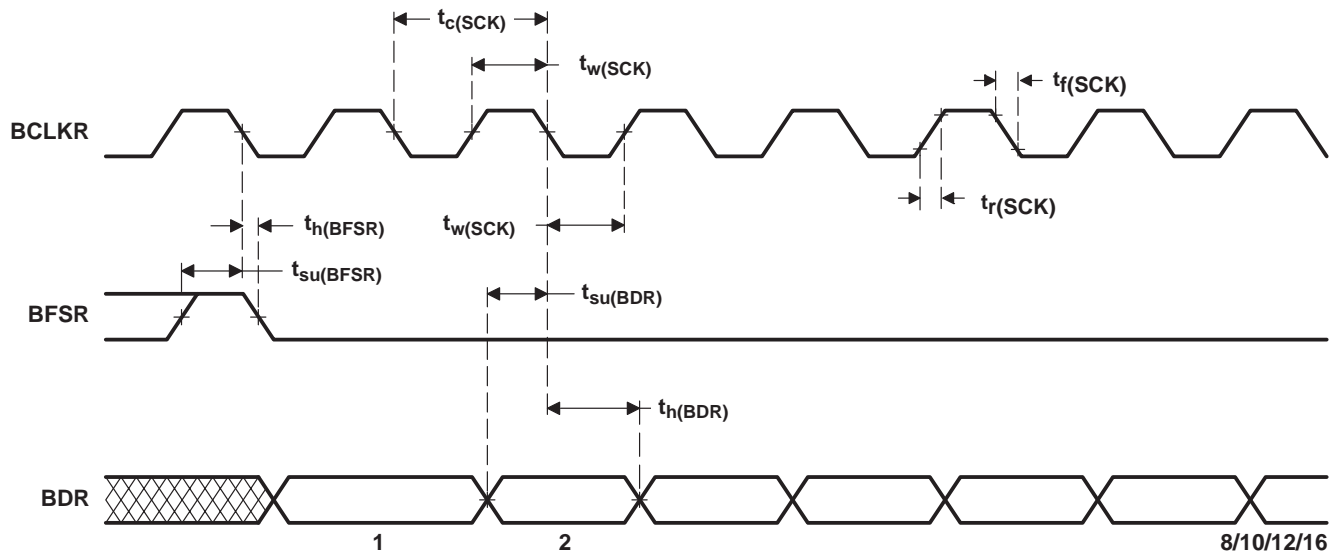 tc(SCK)
tw(SCK)
tf(SCK)
BCLKR
tr(SCK)
th(BFSR)
tw(SCK)
tsu(BFSR)
tsu(BDR)
BFSR
th(BDR)
BDR
1
2
8/10/12/16